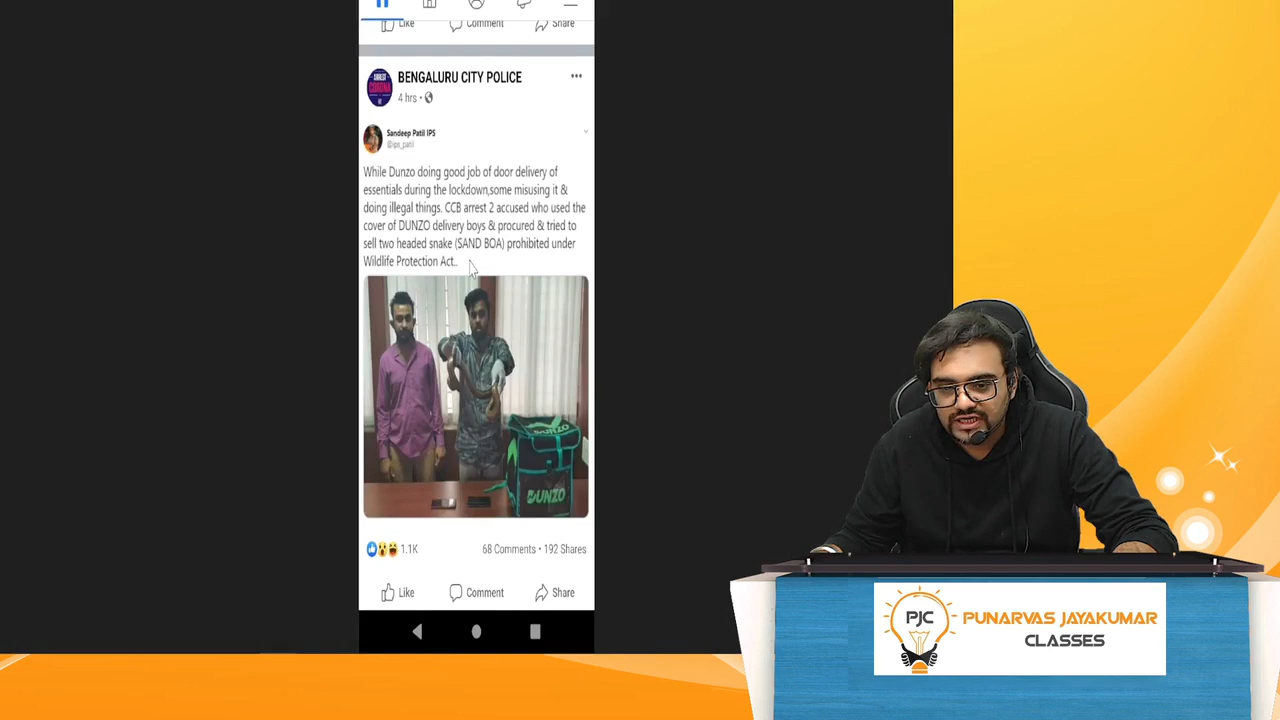 Like Comment Share
BENGALURU CITY POLICE
4 hrs
Sandeep Patil IPS
@ips_patil
While Dunzo doing good job of door delivery of
essentials during the lockdown,some misusing it &
doing illegal things. CCB arrest 2 accused who used the
cover of DUNZO delivery boys & procured & tried to
sell two headed snake (SAND BOA) prohibited under
Wildlife Protection Act..
DUNZO
DUNZO
1.1K 68 Comments • 192 Shares
Like Comment Share
PJC
PUNARVAS JAYAKUMAR
CLASSES